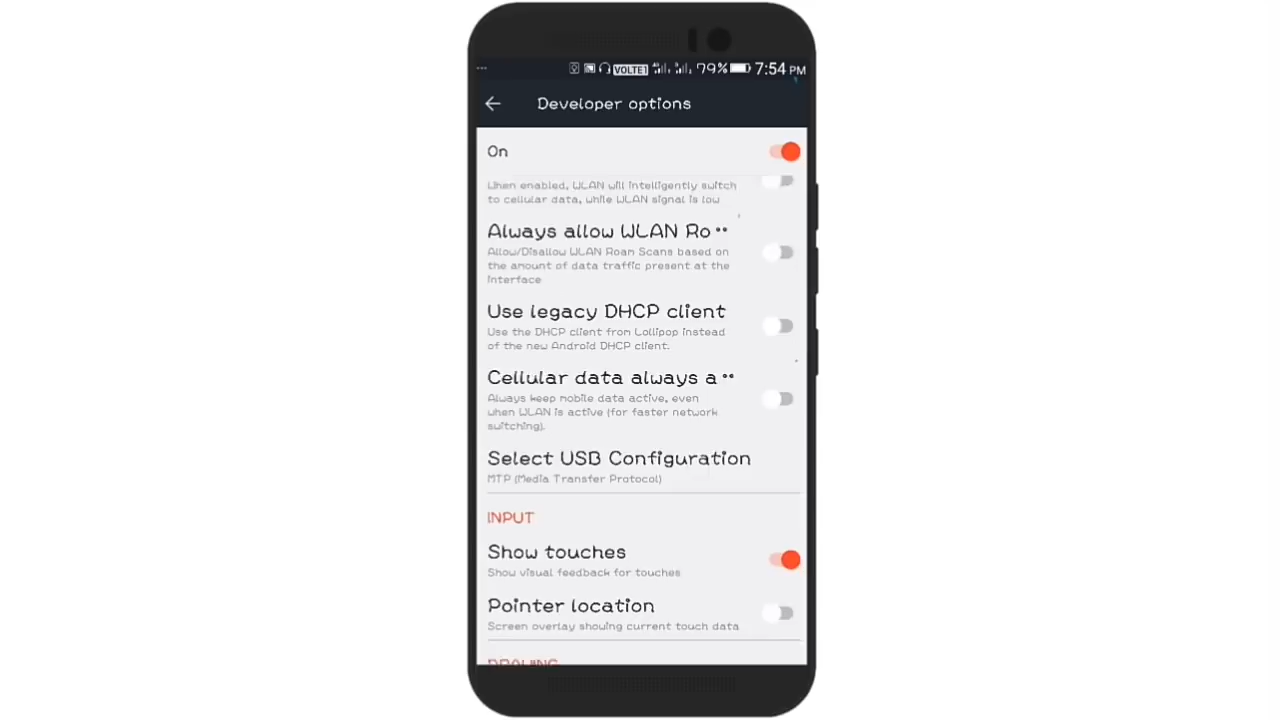 VOLTE1 79% 7:54 PM
Developer options
On
When enabled, WLAN will intelligently switch
to cellular data, while WLAN signal is low
Always allow WLAN Ro••
Allow/Disallow WLAN Roam Scans based on
the amount of data traffic present at the
interface
Use legacy DHCP client
Use the DHCP client from Lollipop instead
of the new Android DHCP client.
Cellular data always a••
Always keep mobile data active, even
when WLAN is active (for faster network
switching).
Select USB Configuration
MTP (Media Transfer Protocol)
INPUT
Show touches
Show visual feedback for touches
Pointer location
Screen overlay showing current touch data
DRAWING